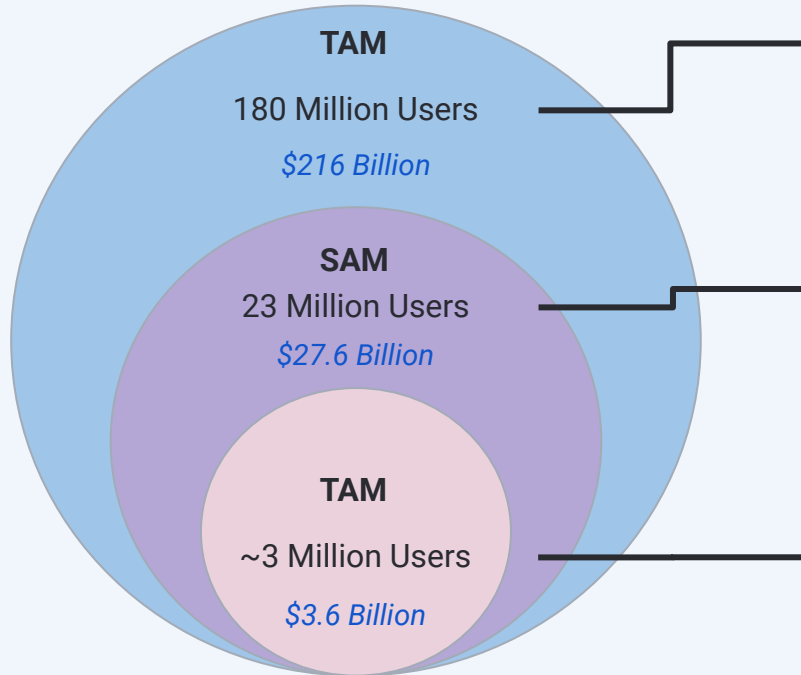 TAM
180 Million Users
$216 Billion
SAM
23 Million Users
$27.6 Billion
TAM
~3 Million Users
$3.6 Billion